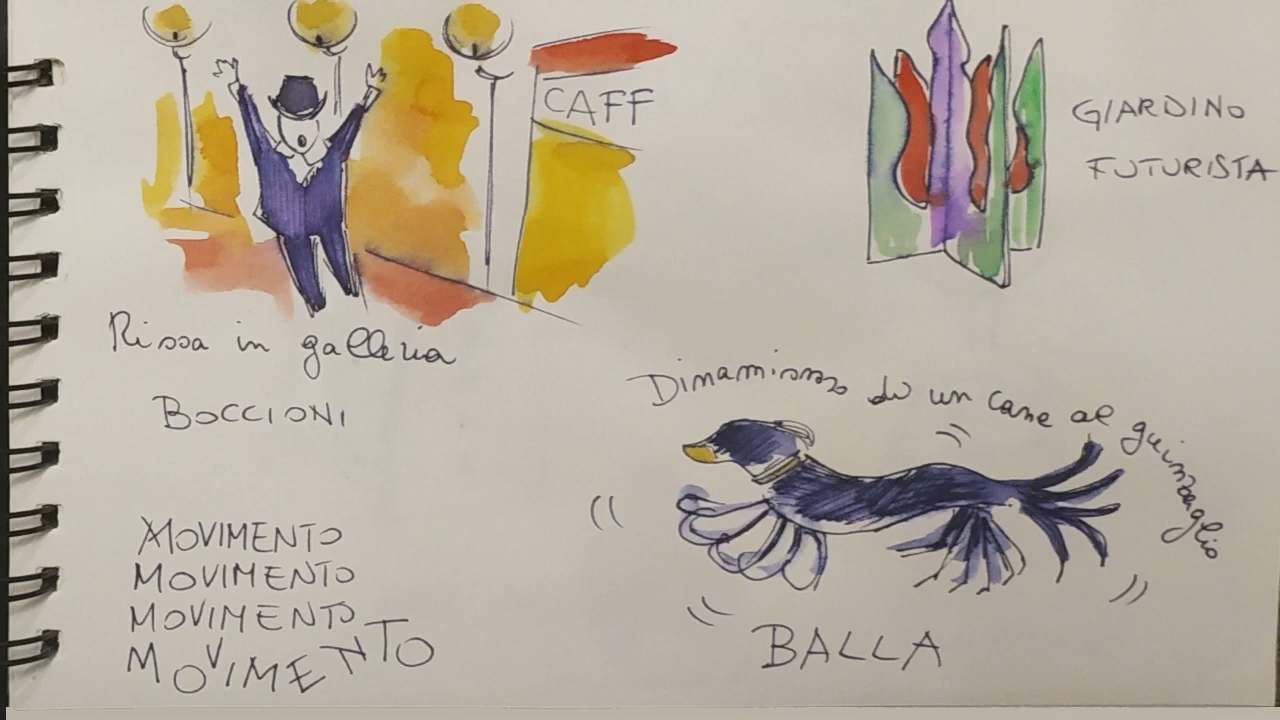 CAFF
GIARDINO
FUTURISTA
Rissa in galleria
BOCCIONI
Dinamismo di un cane al guinzaglio
MOVIMENTO
MOVIMENTO
MOVIMENTO
MOVIMENTO
BALLA